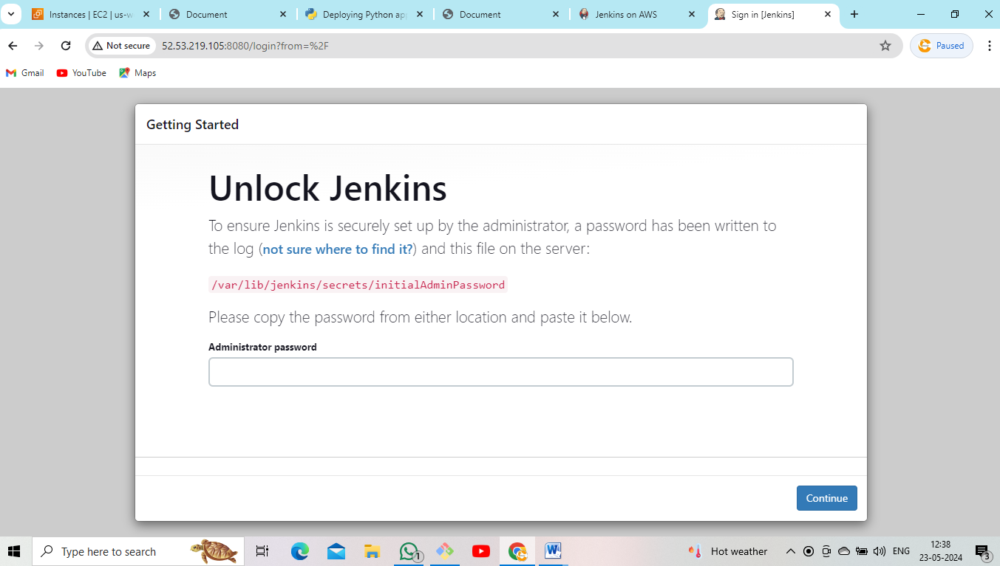 Instances | EC2 | us-w
Document
Deploying Python ap
Document
Jenkins on AWS
Sign in [Jenkins]
Not secure
52.53.219.105:8080/login?from=%2F
Paused
Gmail
YouTube
Maps
Getting Started
Unlock Jenkins
To ensure Jenkins is securely set up by the administrator, a password has been written to
the log (not sure where to find it?) and this file on the server:
/var/lib/jenkins/secrets/initialAdminPassword
Please copy the password from either location and paste it below.
Administrator password
Continue
Type here to search
1
W
Hot weather
ENG
12:38
23-05-2024
3